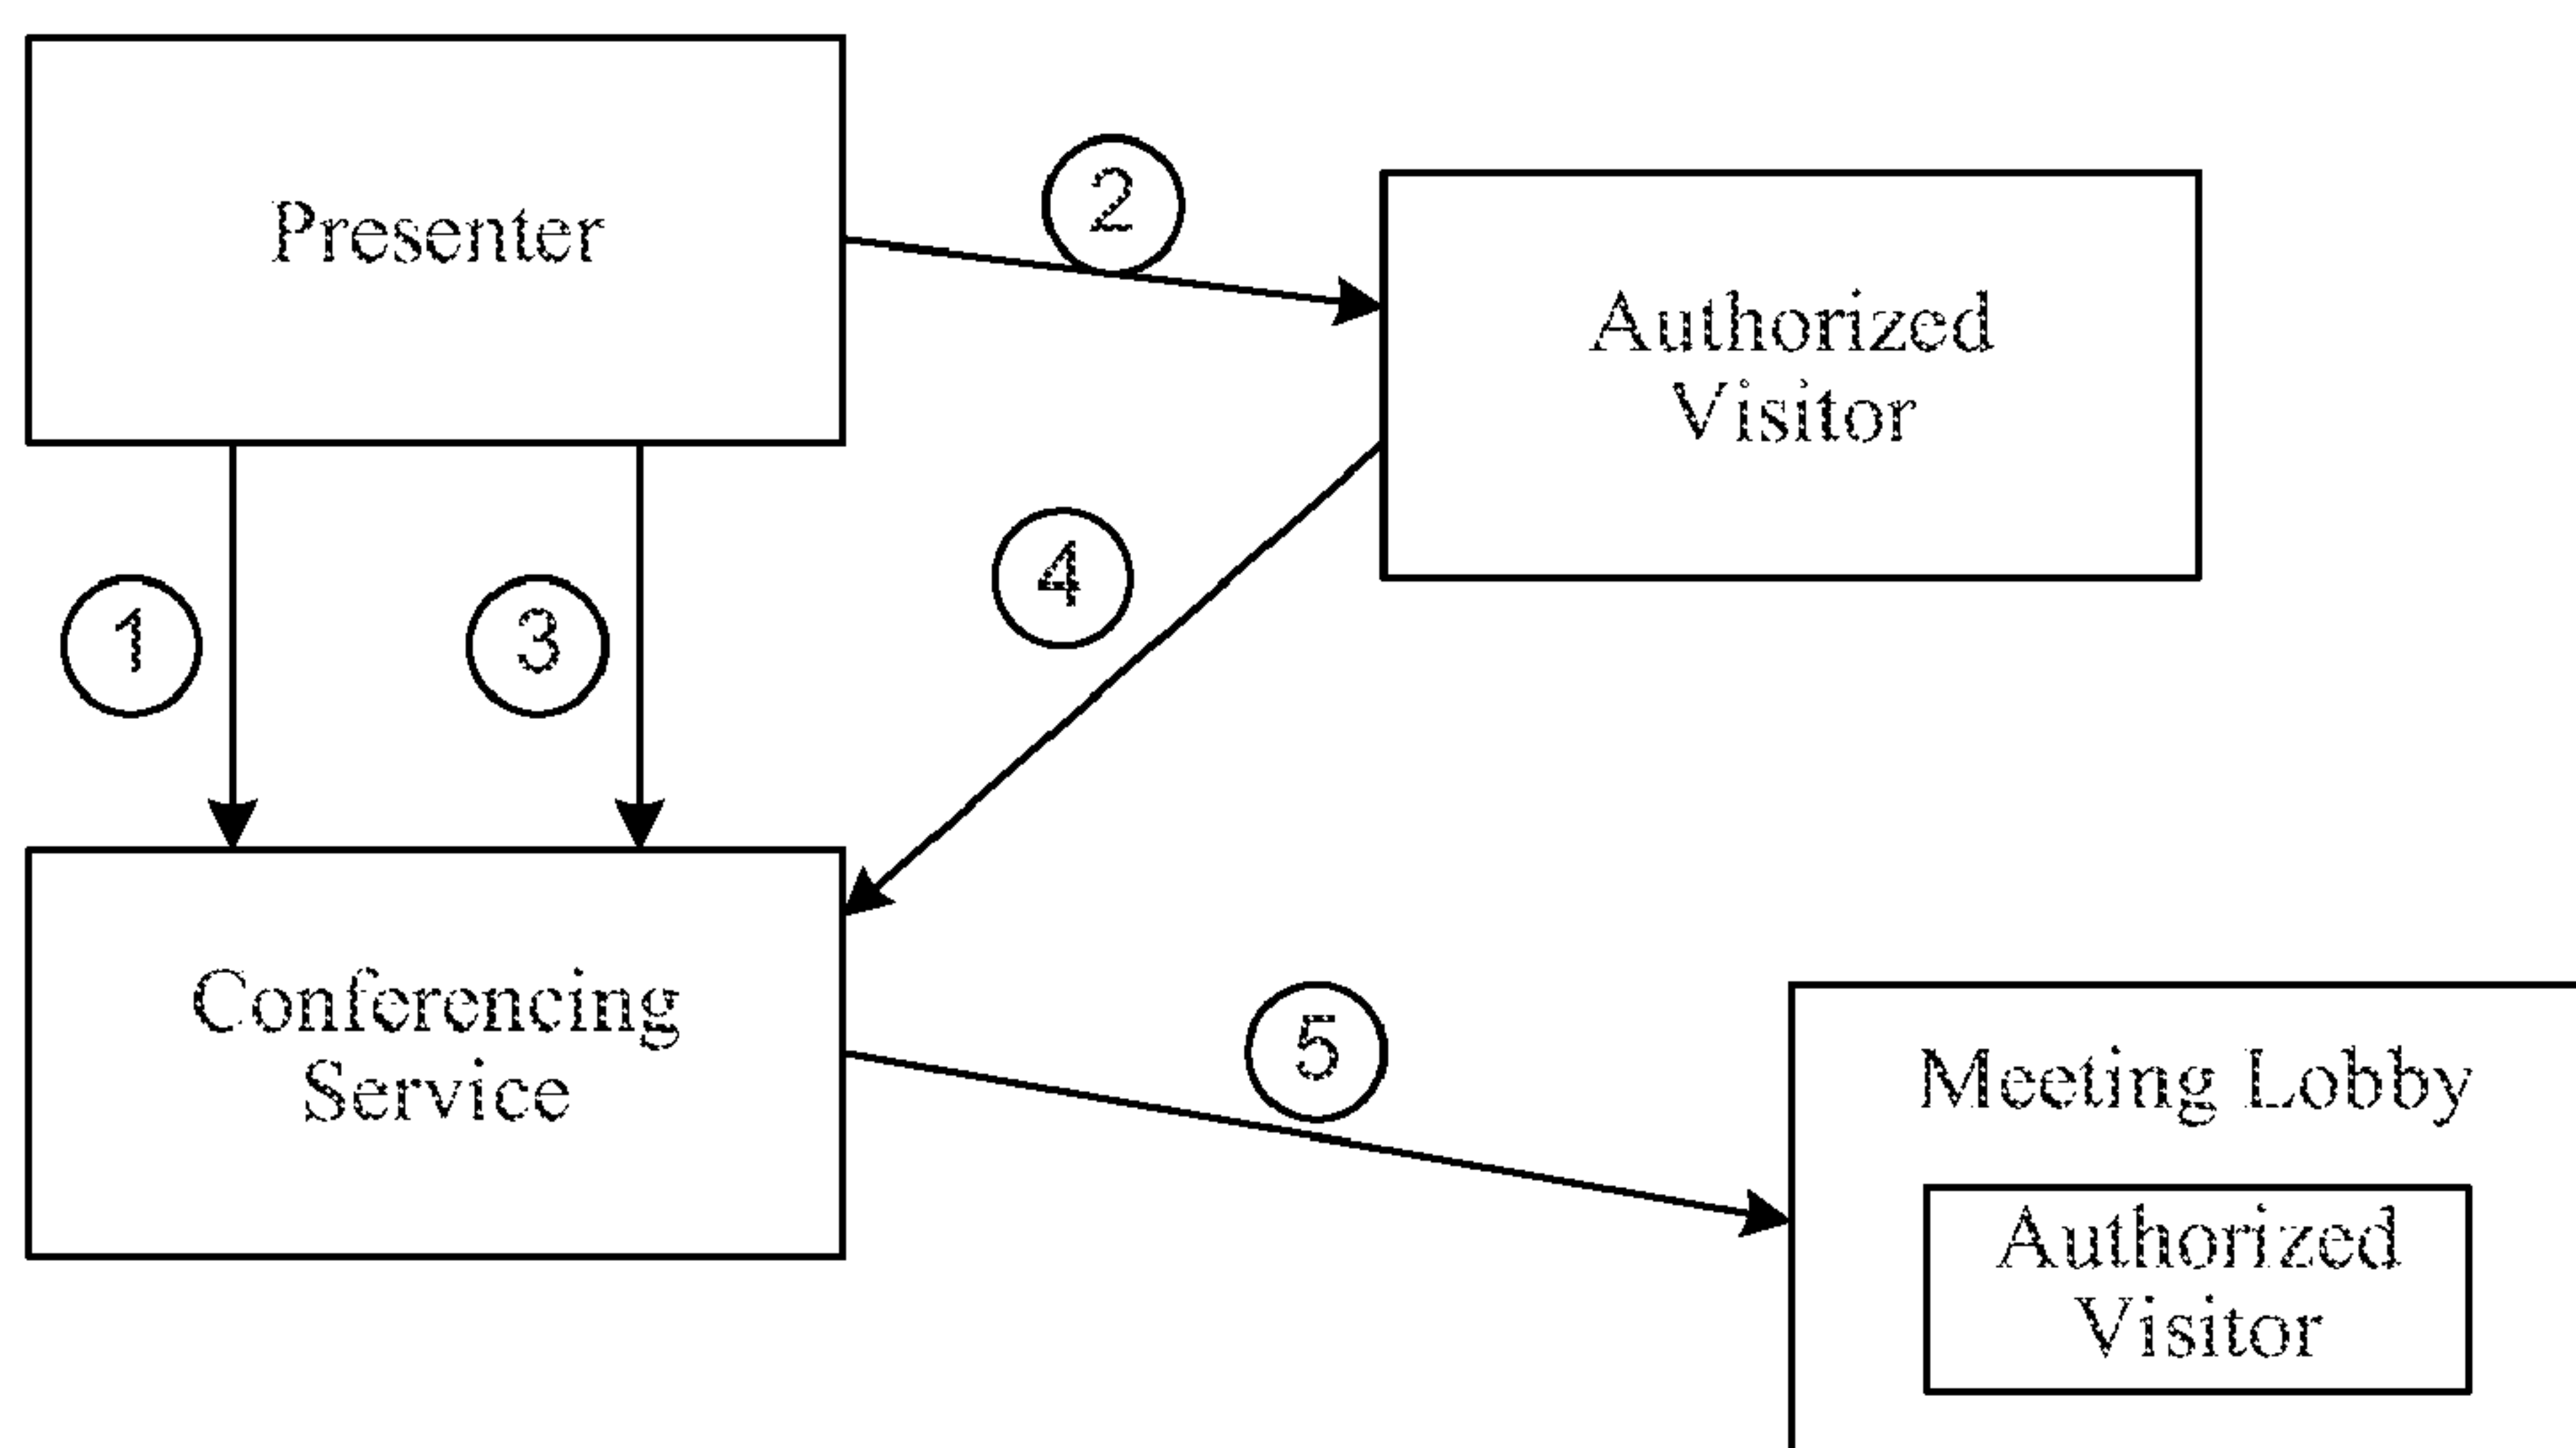 Presenter
2
Authorized
Visitor
1
3
4
Conferencing
Service
5
Meeting Lobby
Authorized
Visitor